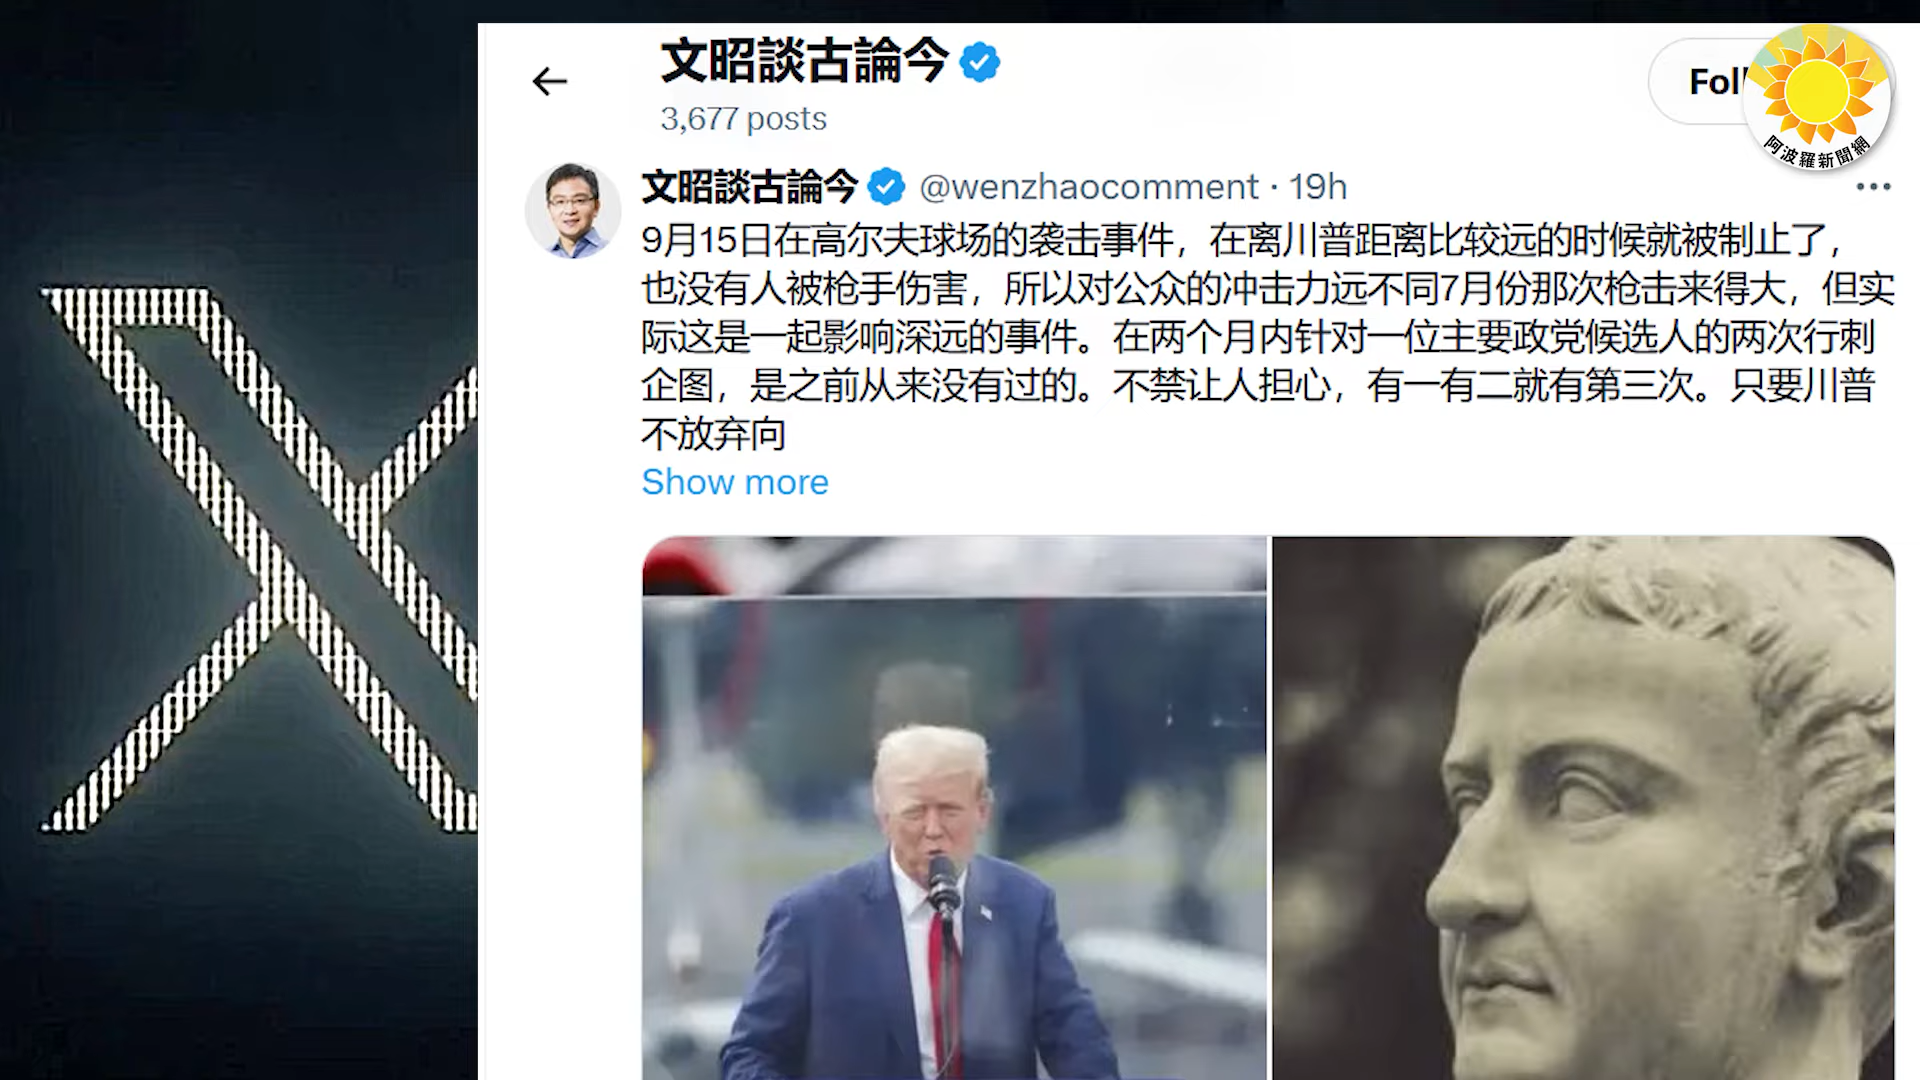 文昭談古論今
3,677 posts
Foll
阿波羅新聞網
文昭談古論今 @wenzhaocomment · 19h
9月15日在高尔夫球场的袭击事件，在离川普距离比较远的时候就被制止了，
也没有人被枪手伤害，所以对公众的冲击力远不同7月份那次枪击来得大，但实
际这是一起影响深远的事件。在两个月内针对一位主要政党候选人的两次行刺
企图，是之前从来没有过的。不禁让人担心，有一有二就有第三次。只要川普
不放弃向
Show more